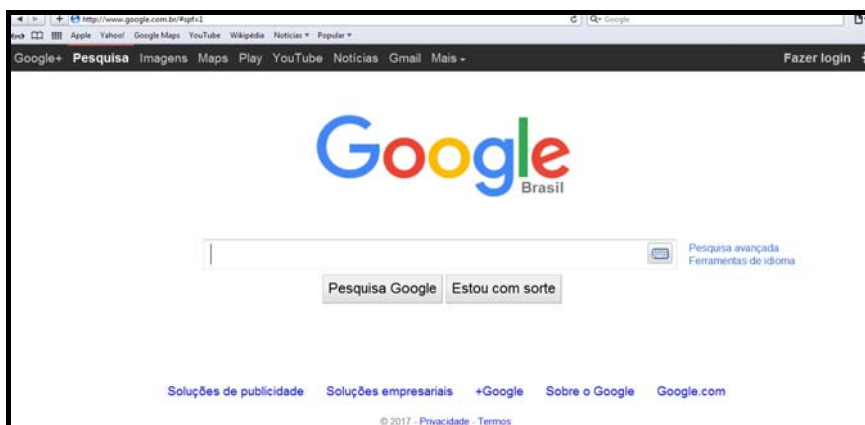 http://www.google.com.br/#spf=1 Google
Apple Yahoo! Google Maps YouTube Wikipédia Notícias Popular
Google+ Pesquisa Imagens Maps Play YouTube Notícias Gmail Mais Fazer login
Google
Brasil
Pesquisa avançada
Ferramentas de idioma
Pesquisa Google Estou com sorte
Soluções de publicidade Soluções empresariais +Google Sobre o Google Google.com
© 2017 - Privacidade - Termos